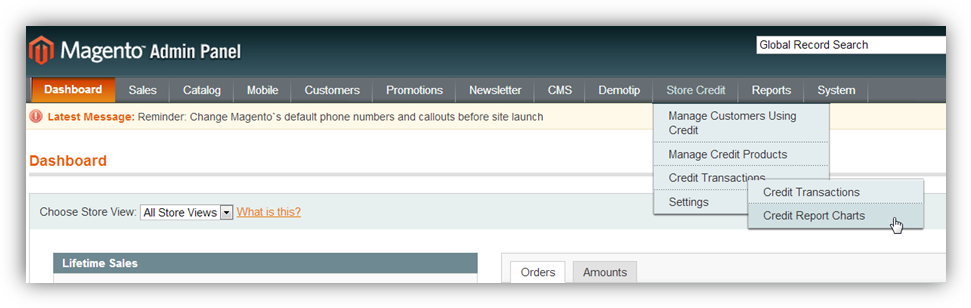 Magento™ Admin Panel
Global Record Search
Dashboard Sales Catalog Mobile Customers Promotions Newsletter CMS Demotip Store Credit Reports System
Latest Message: Reminder: Change Magento`s default phone numbers and callouts before site launch
Manage Customers Using
Credit
Manage Credit Products
Credit Transactions
Settings
Credit Transactions
Credit Report Charts
Dashboard
Choose Store View: All Store Views What is this?
Lifetime Sales
Orders Amounts